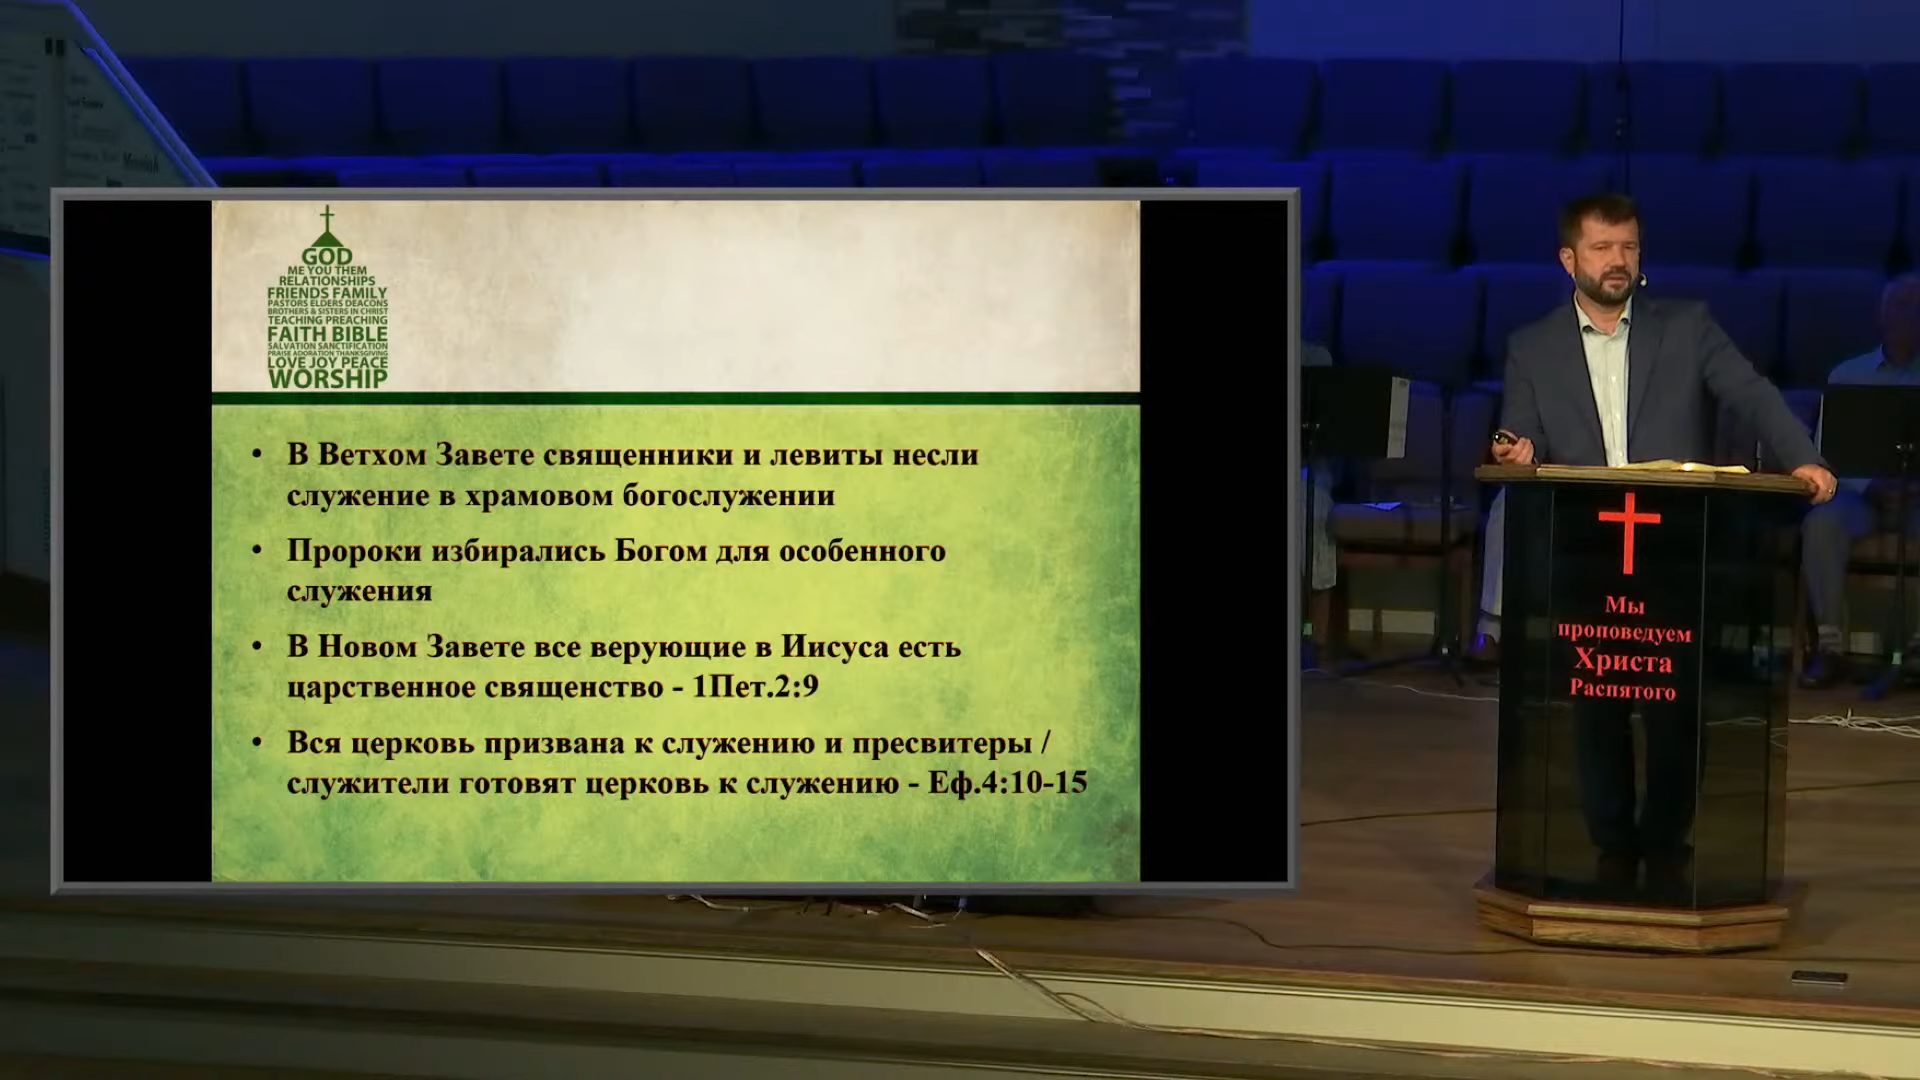 GOD
ME YOU THEM
RELATIONSHIPS
FRIENDS FAMILY
PASTORS ELDERS DEACONS
BROTHERS & SISTERS IN CHRIST
TEACHING PREACHING
FAITH BIBLE
SALVATION SANCTIFICATION
PRAISE ADORATION THANKSGIVING
LOVE JOY PEACE
WORSHIP
• В Ветхом Завете священники и левиты несли
служение в храмовом богослужении
• Пророки избирались Богом для особенного
служения
• В Новом Завете все верующие в Иисуса есть
царственное священство - 1Пет.2:9
• Вся церковь призвана к служению и пресвитеры /
служители готовят церковь к служению - Еф.4:10-15
Мы
проповедуем
Христа
Распятого